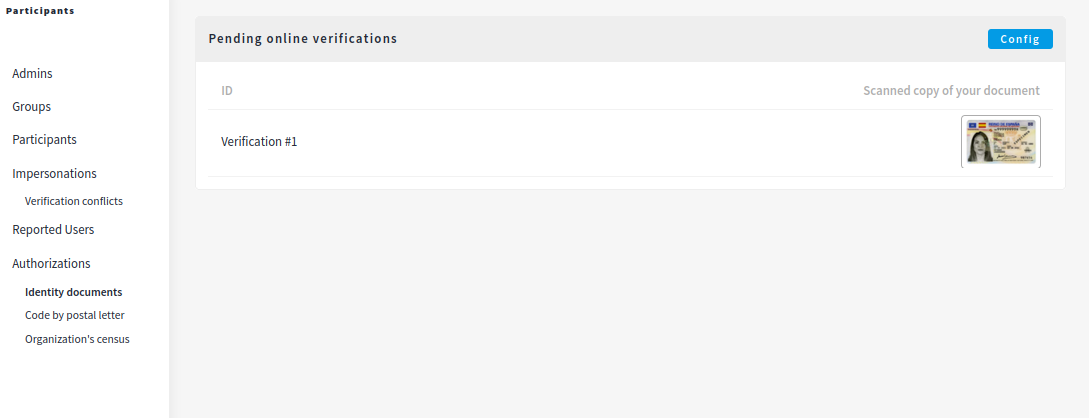 Participants
Admins
Groups
Participants
Impersonations
Verification conflicts
Reported Users
Authorizations
Identity documents
Code by postal letter
Organization's census
Pending online verifications
Config
ID
Scanned copy of your document
Verification #1